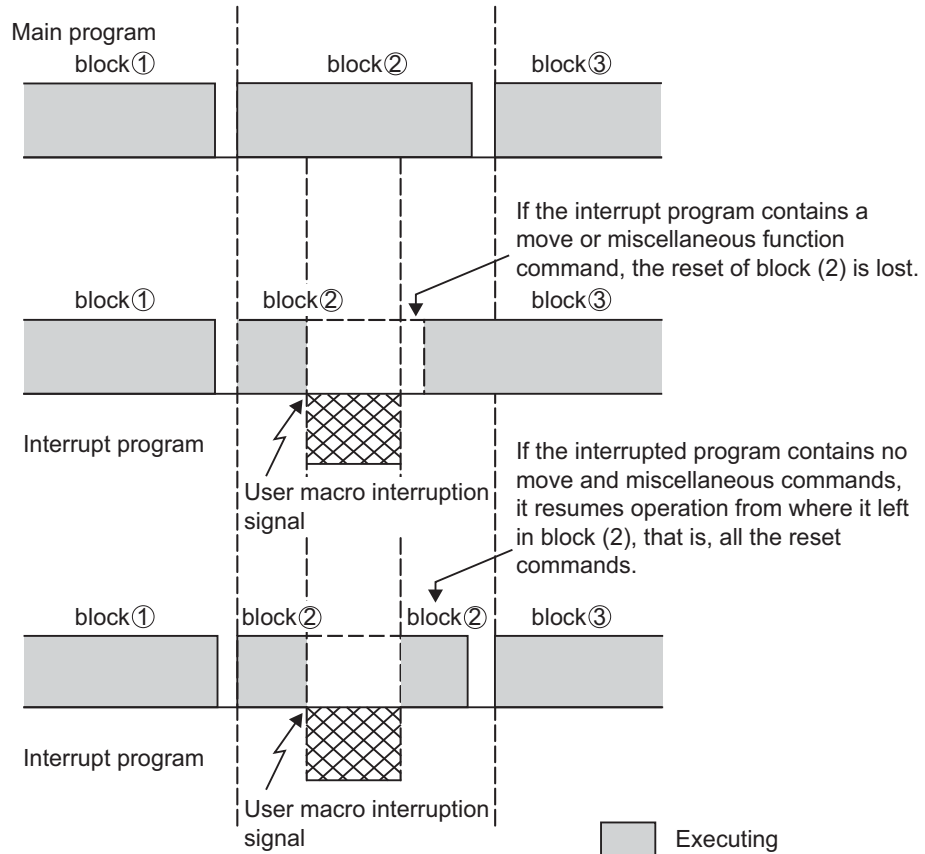 Main program
block①
block②
block③
If the interrupt program contains a
move or miscellaneous function
command, the reset of block (2) is lost.
block①
block②
block③
Interrupt program
User macro interruption
signal
If the interrupted program contains no
move and miscellaneous commands,
it resumes operation from where it left
in block (2), that is, all the reset
commands.
block①
block②
block②
block③
Interrupt program
User macro interruption
signal
Executing